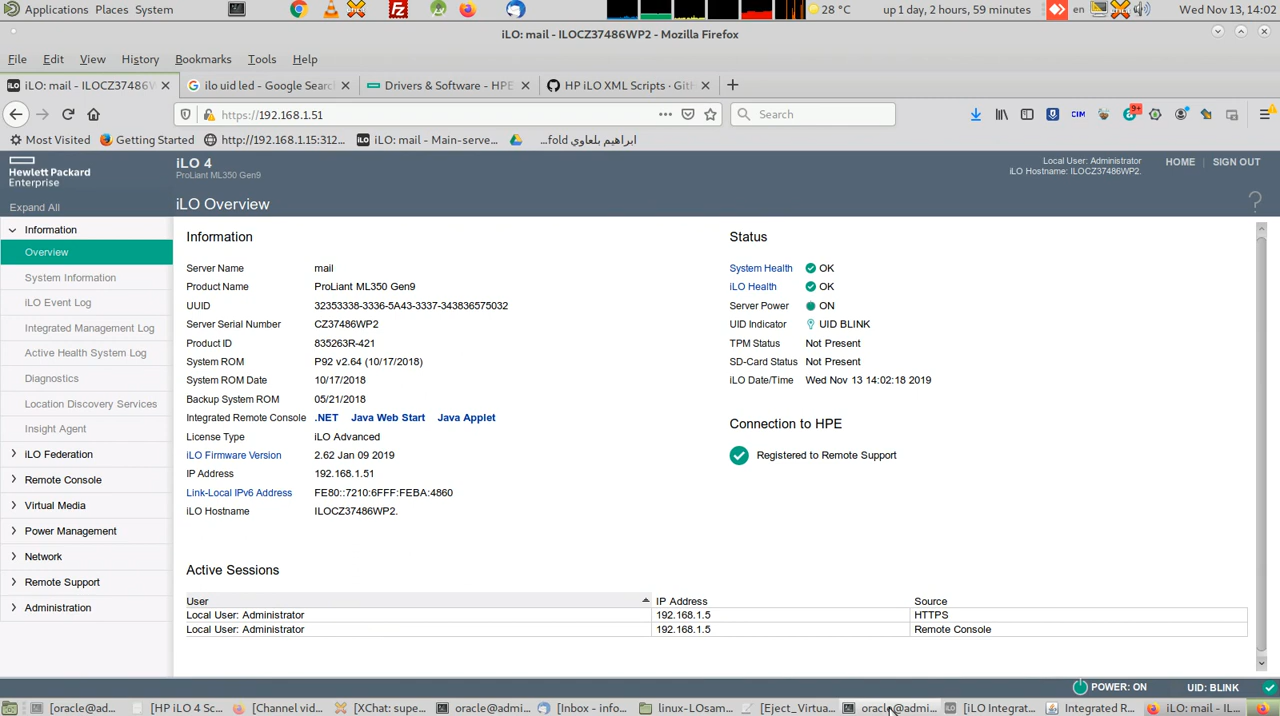 Applications Places System 28 °C up 1 day, 2 hours, 59 minutes en Wed Nov 13, 14:02
iLO: mail - ILOCZ37486WP2 - Mozilla Firefox
File Edit View History Bookmarks Tools Help
iLO: mail - ILOCZ37486W ilo uid led - Google Searc Drivers & Software - HPE HP iLO XML Scripts · Gi
https://192.168.1.51 Search CIM 9+
Most Visited Getting Started http://192.168.1.15:312... iLO: mail - Main-serve... ...fold ابراهيم بلعاوي
Hewlett Packard
Enterprise
iLO 4
ProLiant ML350 Gen9
Local User: Administrator
iLO Hostname: ILOCZ37486WP2.
HOME SIGN OUT
Expand All
iLO Overview ?
Information
Overview
System Information
iLO Event Log
Integrated Management Log
Active Health System Log
Diagnostics
Location Discovery Services
Insight Agent
iLO Federation
Remote Console
Virtual Media
Power Management
Network
Remote Support
Administration
Information
Server Name mail
Product Name ProLiant ML350 Gen9
UUID 32353338-3336-5A43-3337-343836575032
Server Serial Number CZ37486WP2
Product ID 835263R-421
System ROM P92 v2.64 (10/17/2018)
System ROM Date 10/17/2018
Backup System ROM 05/21/2018
Integrated Remote Console .NET Java Web Start Java Applet
License Type iLO Advanced
iLO Firmware Version 2.62 Jan 09 2019
IP Address 192.168.1.51
Link-Local IPv6 Address FE80::7210:6FFF:FEBA:4860
iLO Hostname ILOCZ37486WP2.
Status
System Health OK
iLO Health OK
Server Power ON
UID Indicator UID BLINK
TPM Status Not Present
SD-Card Status Not Present
iLO Date/Time Wed Nov 13 14:02:18 2019
Connection to HPE
Registered to Remote Support
Active Sessions
User IP Address Source
Local User: Administrator 192.168.1.5 HTTPS
Local User: Administrator 192.168.1.5 Remote Console
POWER: ON UID: BLINK
[oracle@ad... [HP iLO 4 Sc... [Channel vid... [XChat: supe... oracle@adm... [Inbox - info... linux-LOsam... [Eject_Virtua... oracle@admi... [iLO Integrat... Integrated R... iLO: mail - IL...